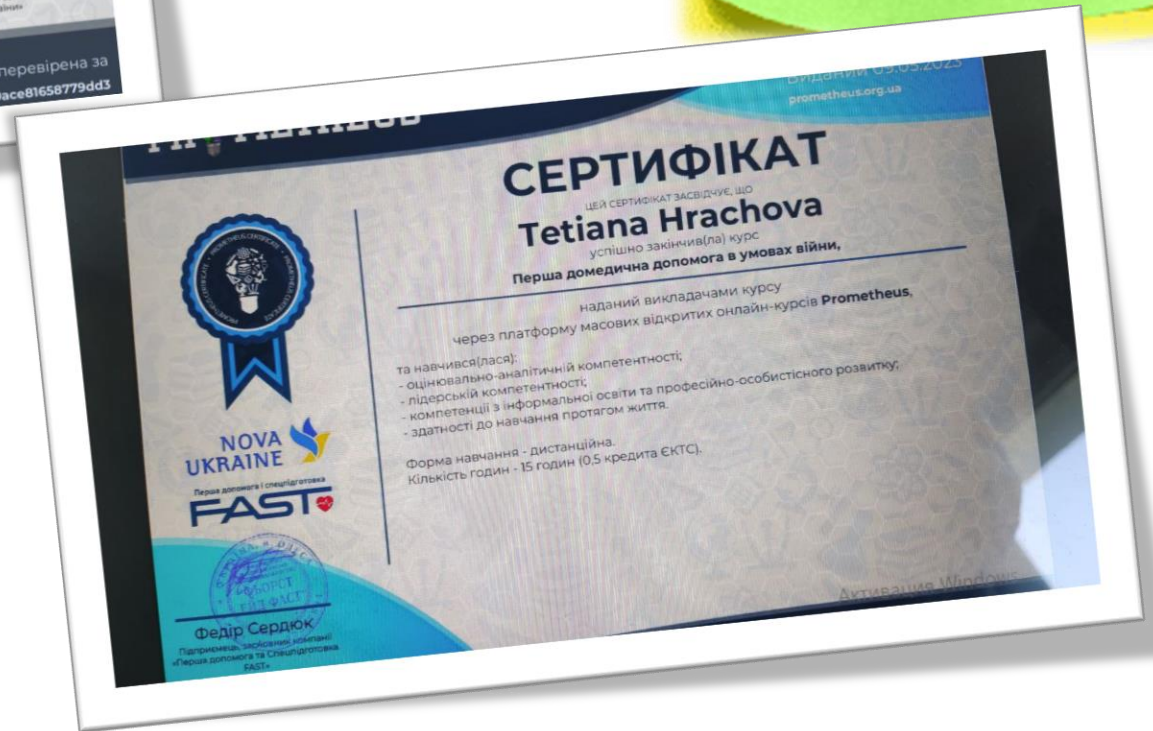 перевірена за
ace81658779dd3
Виданий 09.03.2023
prometheus.org.ua
СЕРТИФІКАТ
ЦЕЙ СЕРТИФІКАТ ЗАСВІДЧУЄ, ЩО
Tetiana Hrachova
успішно закінчив(ла) курс
Перша домедична допомога в умовах війни,
наданий викладачами курсу
через платформу масових відкритих онлайн-курсів Prometheus,
та навчився(лася):
- оцінювально-аналітичній компетентності;
- лідерській компетентності;
- компетенції з інформальної освіти та професійно-особистісного розвитку;
- здатності до навчання протягом життя.
Форма навчання - дистанційна.
Кількість годин - 15 годин (0,5 кредита ЄКТС).
NOVA
UKRAINE
Перша допомога і спецпідготовка
FAST
Федір Сердюк
Підприємець, засновник компанії
«Перша допомога та Спецпідготовка
FAST»
Активация Windows